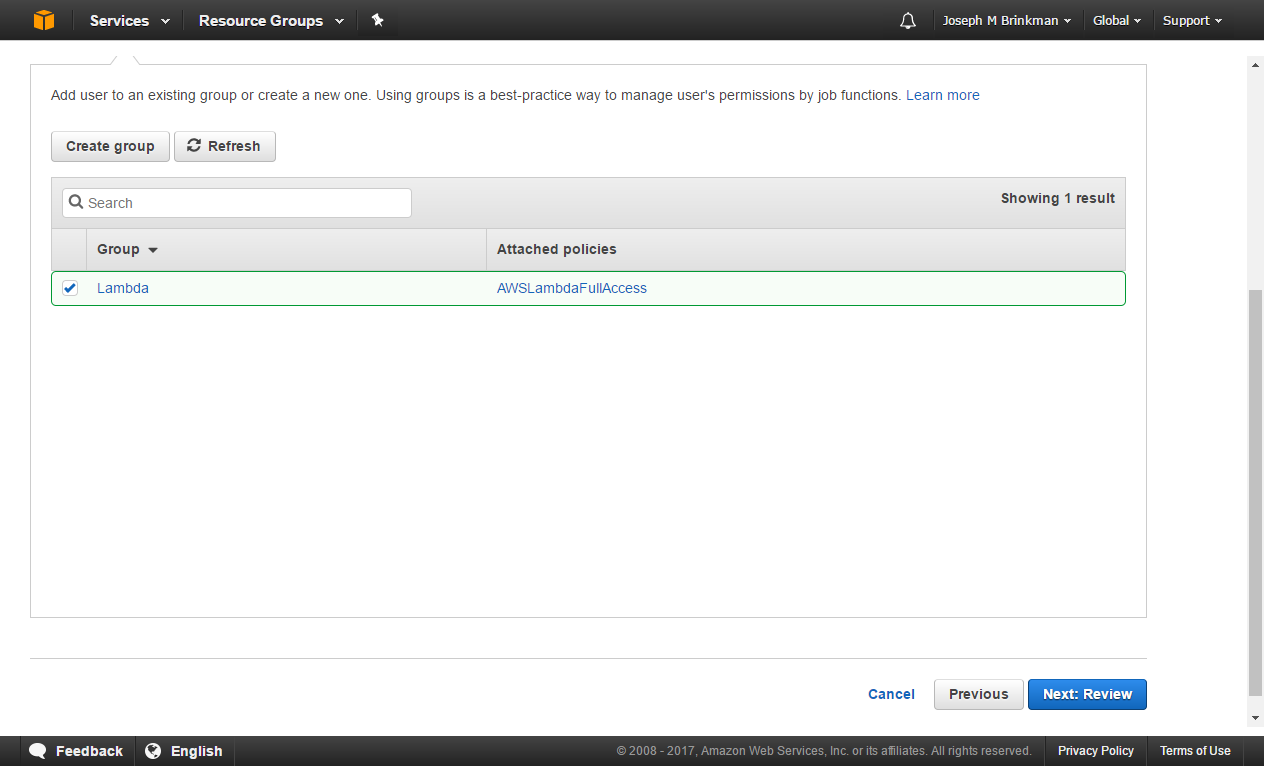 Services Resource Groups Joseph M Brinkman Global Support
Add user to an existing group or create a new one. Using groups is a best-practice way to manage user's permissions by job functions. Learn more
Create group Refresh
Search Showing 1 result
Group Attached policies
Lambda AWSLambdaFullAccess
Cancel Previous Next: Review
Feedback English © 2008 - 2017, Amazon Web Services, Inc. or its affiliates. All rights reserved. Privacy Policy Terms of Use